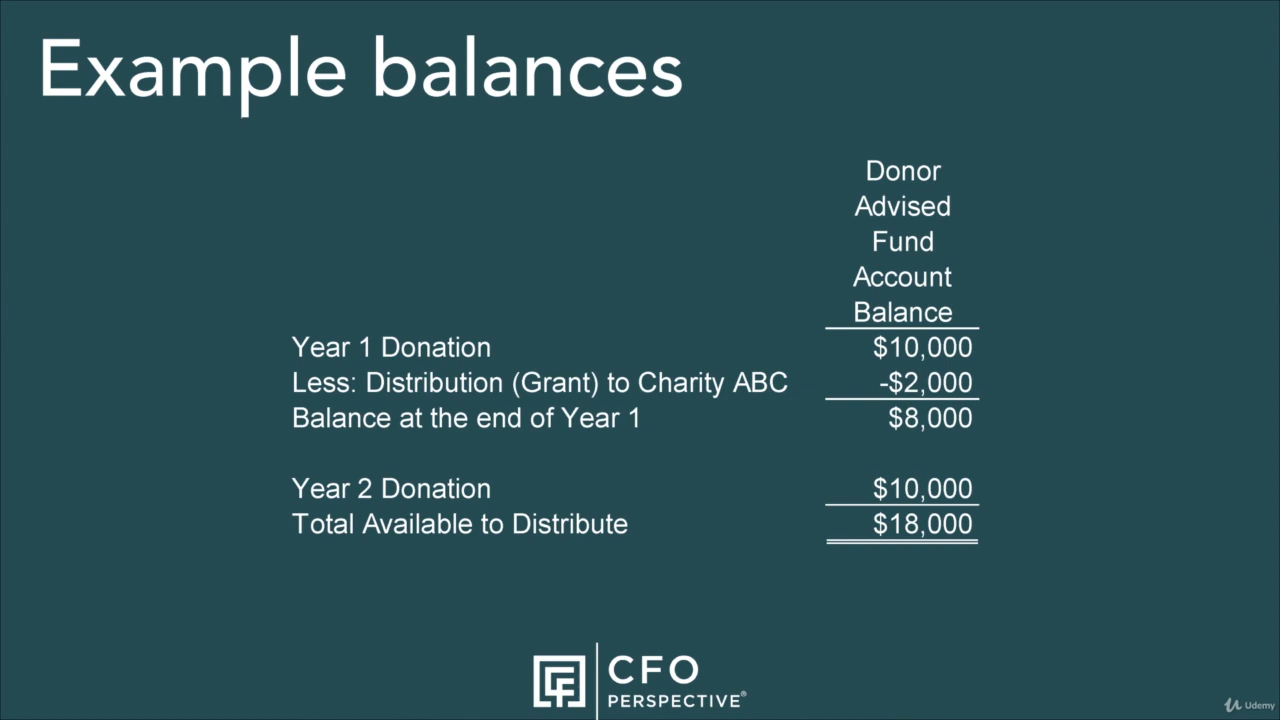 Example balances
Donor
Advised
Fund
Account
Balance
Year 1 Donation $10,000
Less: Distribution (Grant) to Charity ABC -$2,000
Balance at the end of Year 1 $8,000
Year 2 Donation $10,000
Total Available to Distribute $18,000
CFO
PERSPECTIVE®
Udemy